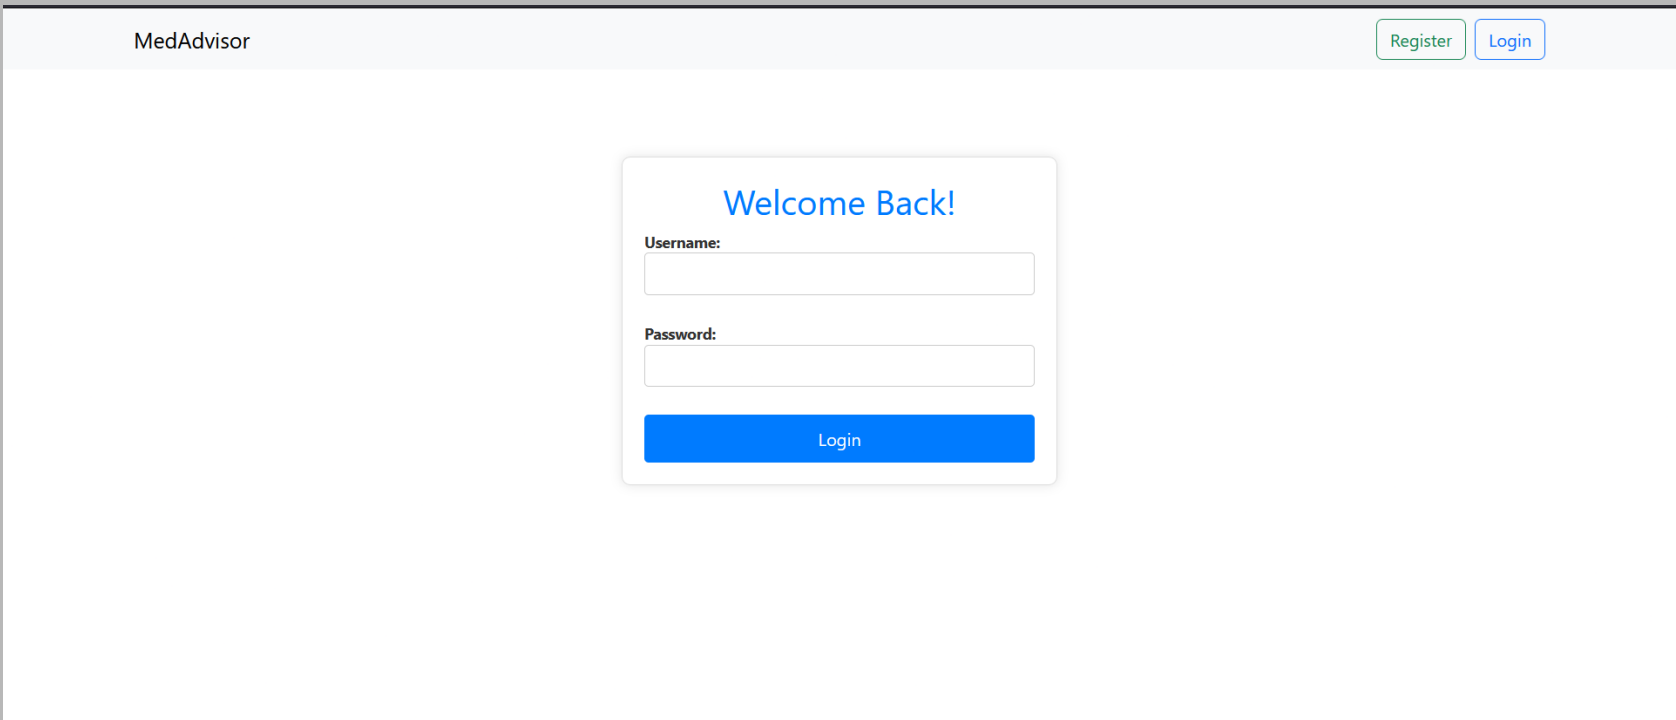 MedAdvisor
Register
Login
Welcome Back!
Username:
Password:
Login